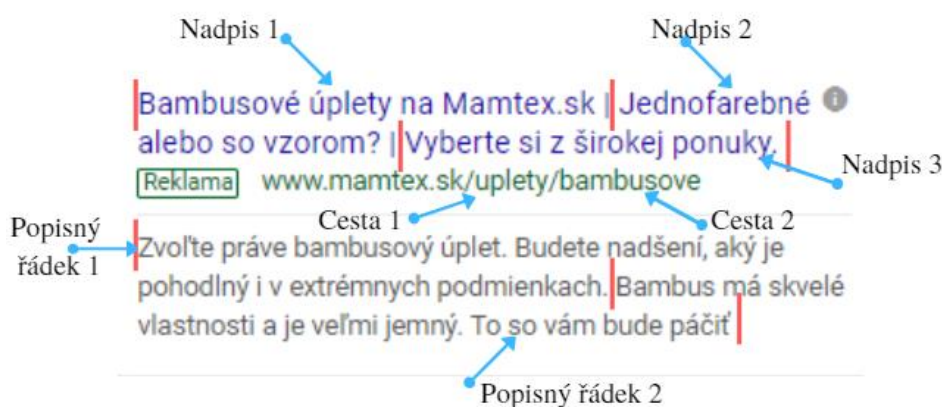 Nadpis 1
Nadpis 2
Bambusové úplety na Mamtex.sk | Jednofarebné
alebo so vzorom? | Vyberte si z širokej ponuky.
Nadpis 3
Reklama www.mamtex.sk/uplety/bambusove
Cesta 1
Cesta 2
Popisný
řádek 1
Zvoľte práve bambusový úplet. Budete nadšení, aký je
pohodlný i v extrémnych podmienkach. Bambus má skvelé
vlastnosti a je veľmi jemný. To so vám bude páčiť
Popisný řádek 2